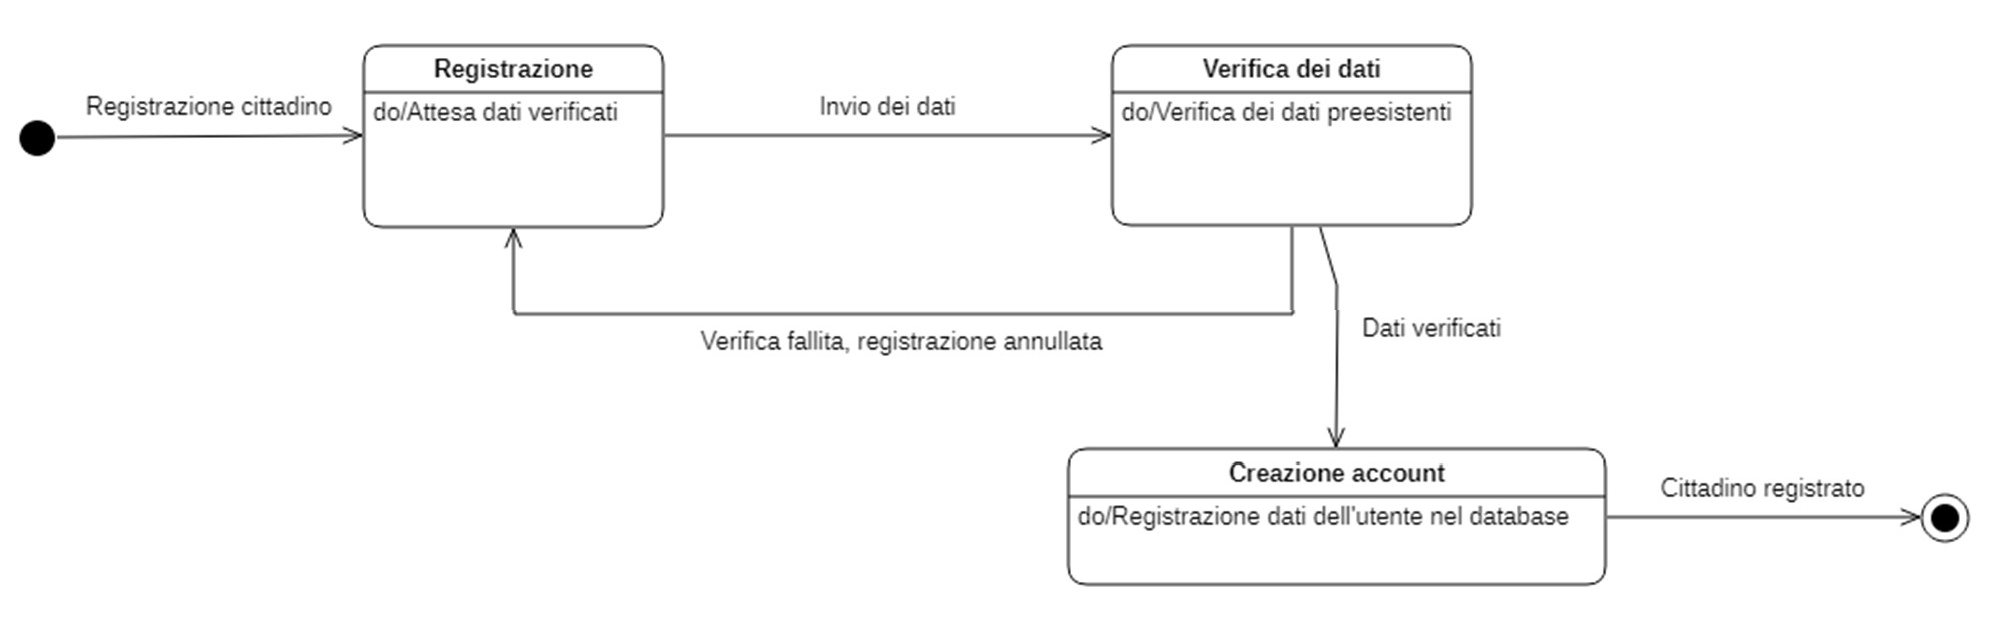 Registrazione
Verifica dei dati
Registrazione cittadino
do/Attesa dati verificati
Invio dei dati
do/Verifica dei dati preesistenti
Verifica fallita, registrazione annullata
Dati verificati
Creazione account
do/Registrazione dati dell'utente nel database
Cittadino registrato